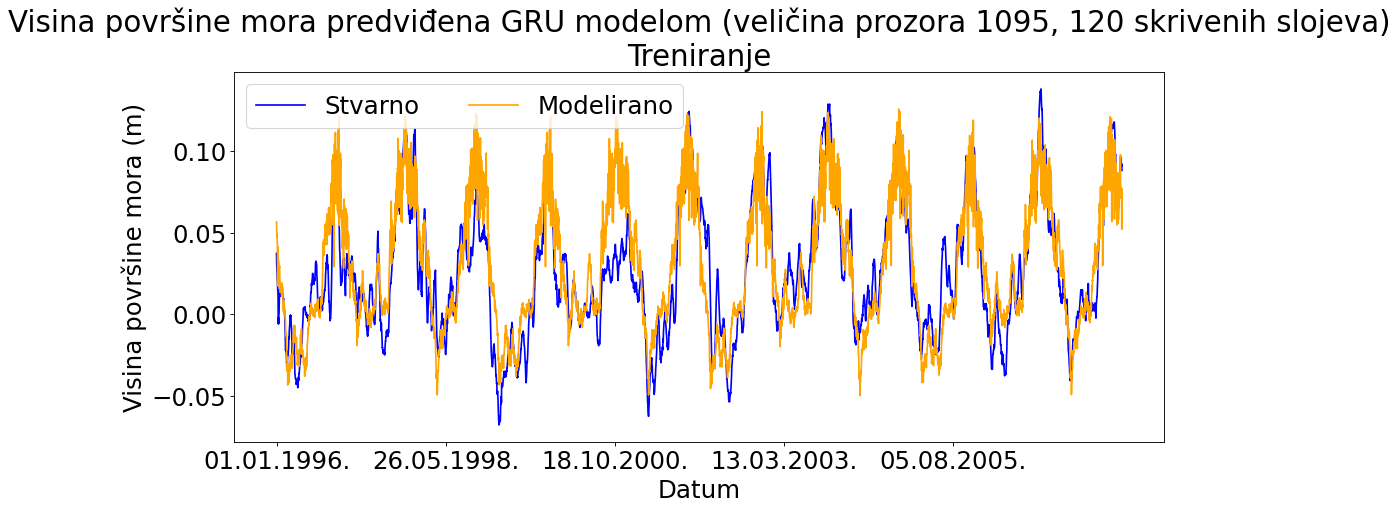 Visina površine mora predviđena GRU modelom (veličina prozora 1095, 120 skrivenih slojeva)
Treniranje
Stvarno
Modelirano
Visina površine mora (m)
0.10
0.05
0.00
−0.05
01.01.1996.
26.05.1998.
18.10.2000.
13.03.2003.
05.08.2005.
Datum